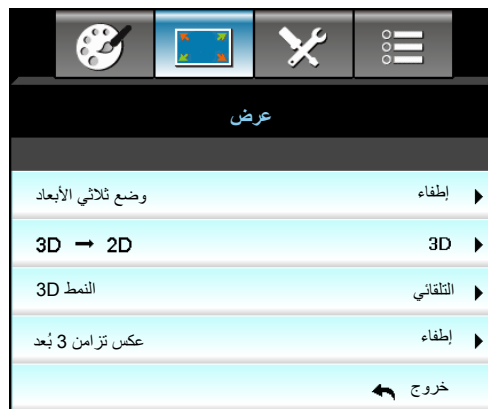 عرض
وضع ثلاثي الأبعاد إطفاء
3D → 2D 3D
النمط 3D التلقائي
عكس تزامن 3 بُعد إطفاء
خروج